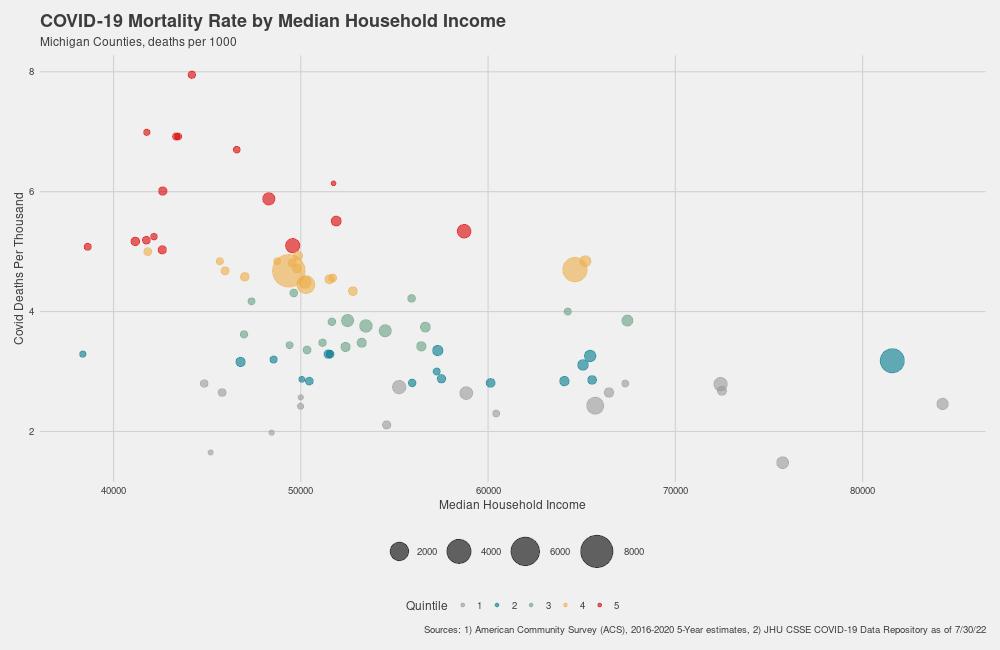 COVID-19 Mortality Rate by Median Household Income
Michigan Counties, deaths per 1000
Covid Deaths Per Thousand
8
6
4
2
40000 50000 60000 70000 80000
Median Household Income
2000 4000 6000 8000
Quintile 1 2 3 4 5
Sources: 1) American Community Survey (ACS), 2016-2020 5-Year estimates, 2) JHU CSSE COVID-19 Data Repository as of 7/30/22